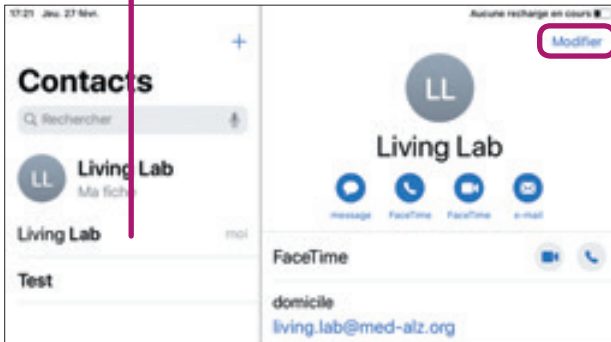 17:21 Jeu. 27 févr.
Aucune recharge en cours
+
Modifier
Contacts
Rechercher
LL
Living Lab
Ma fiche
Living Lab
moi
Test
LL
Living Lab
message
FaceTime
FaceTime
e-mail
FaceTime
domicile
living.lab@med-alz.org